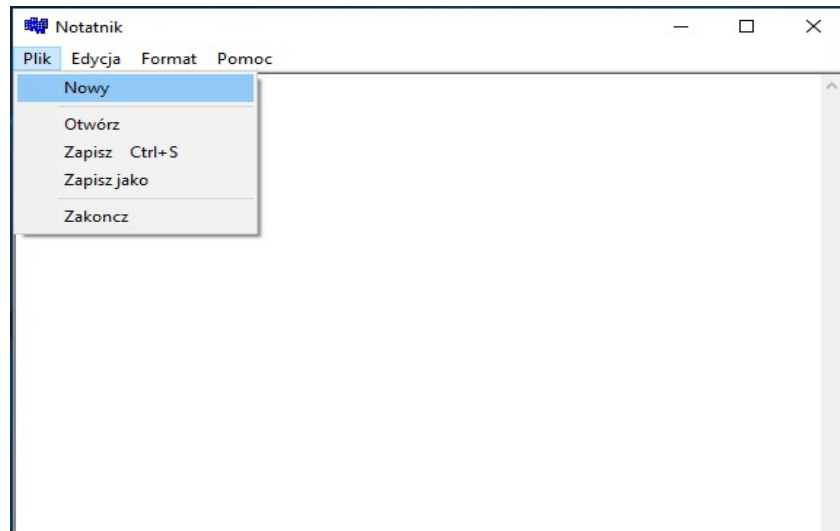 Notatnik
Plik Edycja Format Pomoc
Nowy
Otwórz
Zapisz Ctrl+S
Zapisz jako
Zakoncz